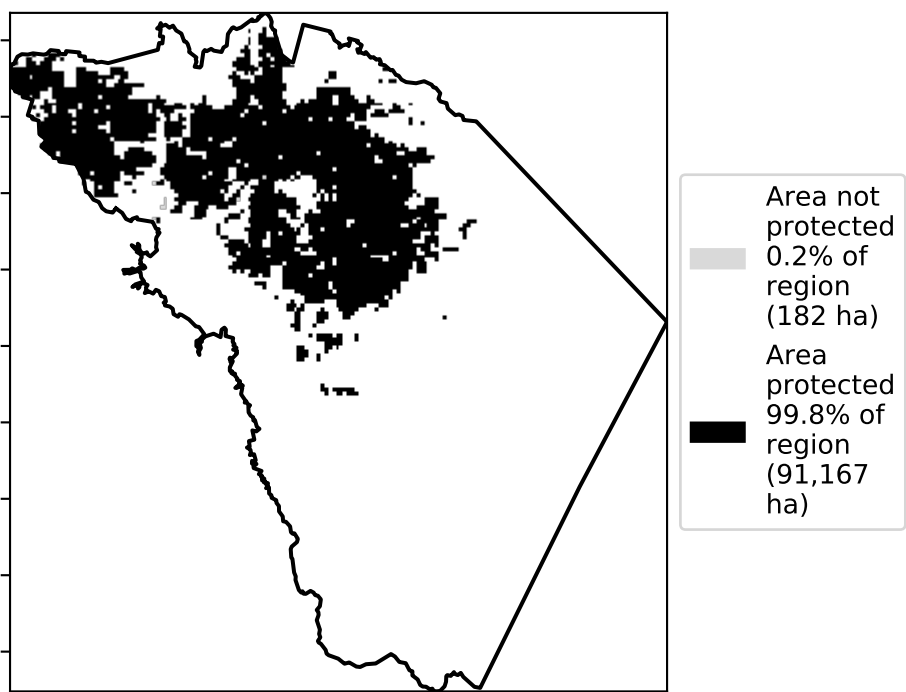 Area not
protected
0.2% of
region
(182 ha)
Area
protected
99.8% of
region
(91,167
ha)